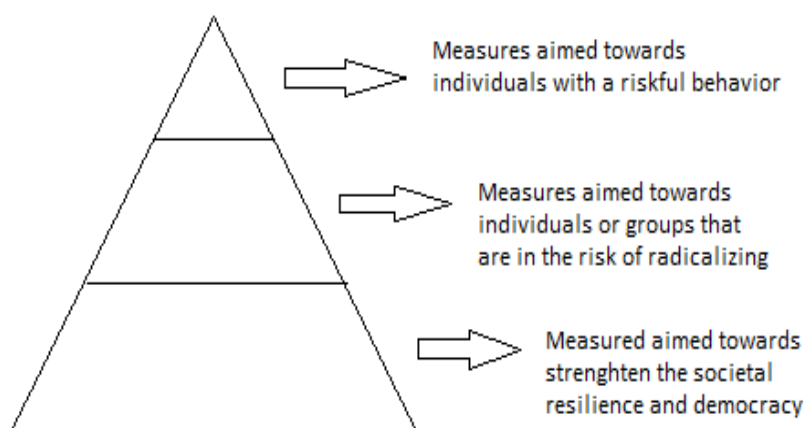 Measures aimed towards
individuals with a riskful behavior
Measures aimed towards
individuals or groups that
are in the risk of radicalizing
Measured aimed towards
strenghten the societal
resilience and democracy